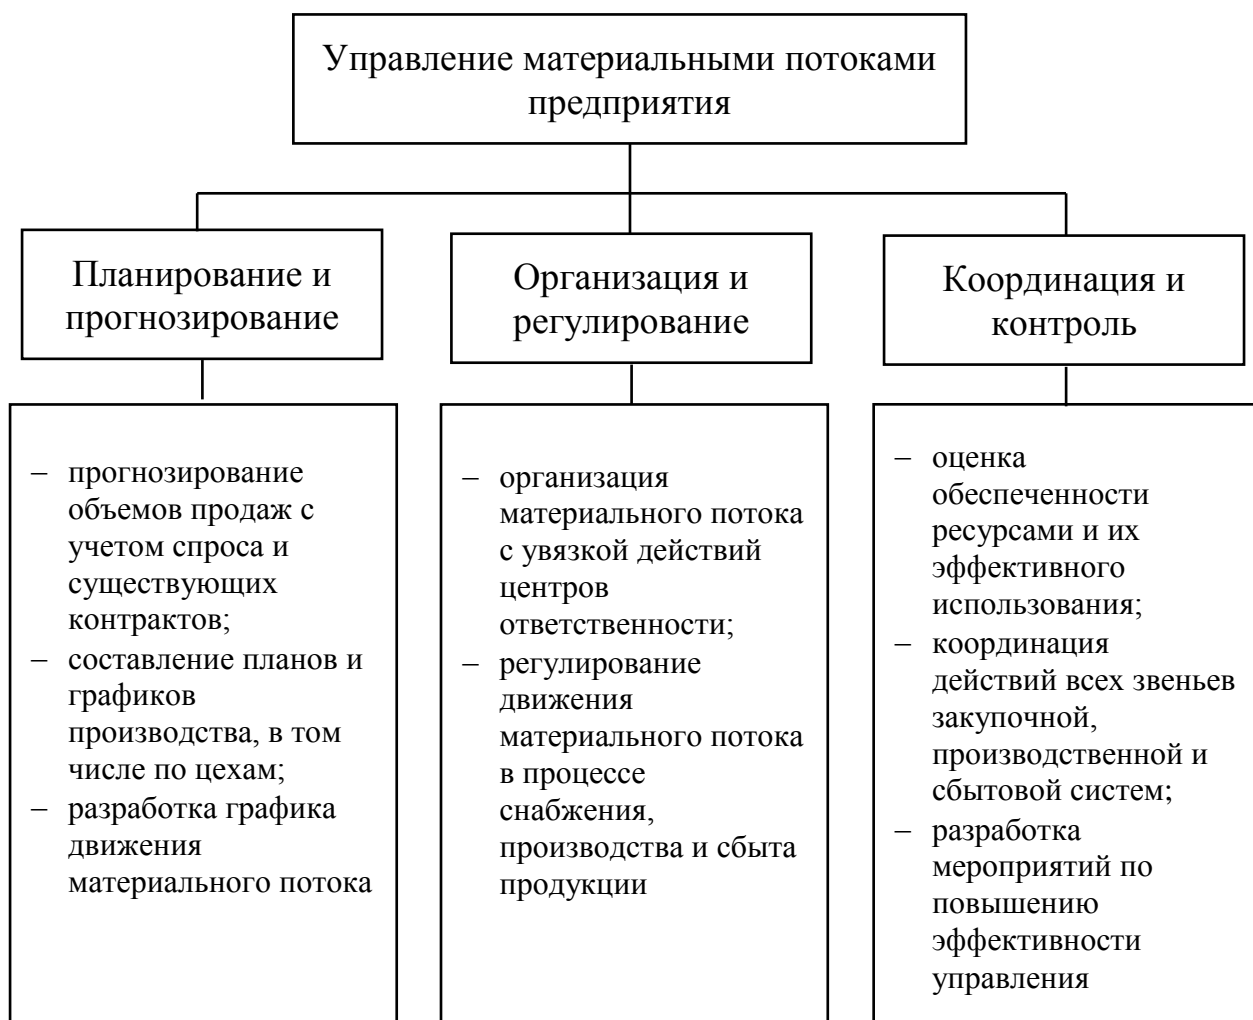 Управление материальными потоками
предприятия
Планирование и
прогнозирование
Организация и
регулирование
Координация и
контроль
– прогнозирование
объемов продаж с
учетом спроса и
существующих
контрактов;
– составление планов и
графиков
производства, в том
числе по цехам;
– разработка графика
движения
материального потока
– организация
материального потока
с увязкой действий
центров
ответственности;
– регулирование
движения
материального потока
в процессе
снабжения,
производства и сбыта
продукции
– оценка
обеспеченности
ресурсами и их
эффективного
использования;
– координация
действий всех звеньев
закупочной,
производственной и
сбытовой систем;
– разработка
мероприятий по
повышению
эффективности
управления